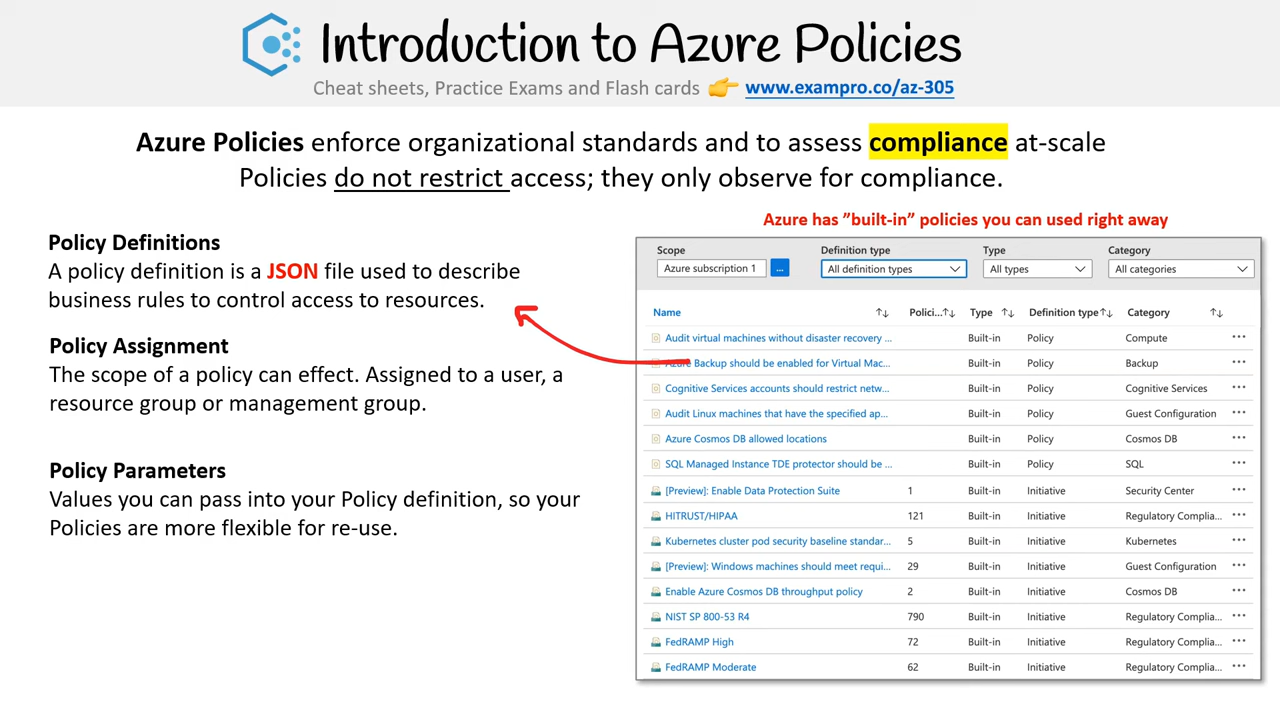 Introduction to Azure Policies
Cheat sheets, Practice Exams and Flash cards 👉 www.exampro.co/az-305
Azure Policies enforce organizational standards and to assess compliance at-scale
Policies do not restrict access; they only observe for compliance.
Policy Definitions
A policy definition is a JSON file used to describe
business rules to control access to resources.
Policy Assignment
The scope of a policy can effect. Assigned to a user, a
resource group or management group.
Policy Parameters
Values you can pass into your Policy definition, so your
Policies are more flexible for re-use.
Azure has ”built-in” policies you can used right away
Scope Definition type Type Category
Azure subscription 1 ... All definition types All types All categories
Name Polici... Type Definition type Category
Audit virtual machines without disaster recovery ... Built-in Policy Compute ...
Azure Backup should be enabled for Virtual Mac... Built-in Policy Backup ...
Cognitive Services accounts should restrict netw... Built-in Policy Cognitive Services ...
Audit Linux machines that have the specified ap... Built-in Policy Guest Configuration ...
Azure Cosmos DB allowed locations Built-in Policy Cosmos DB ...
SQL Managed Instance TDE protector should be ... Built-in Policy SQL ...
[Preview]: Enable Data Protection Suite 1 Built-in Initiative Security Center ...
HITRUST/HIPAA 121 Built-in Initiative Regulatory Complia... ...
Kubernetes cluster pod security baseline standar... 5 Built-in Initiative Kubernetes ...
[Preview]: Windows machines should meet requi... 29 Built-in Initiative Guest Configuration ...
Enable Azure Cosmos DB throughput policy 2 Built-in Initiative Cosmos DB ...
NIST SP 800-53 R4 790 Built-in Initiative Regulatory Complia... ...
FedRAMP High 72 Built-in Initiative Regulatory Complia... ...
FedRAMP Moderate 62 Built-in Initiative Regulatory Complia... ...